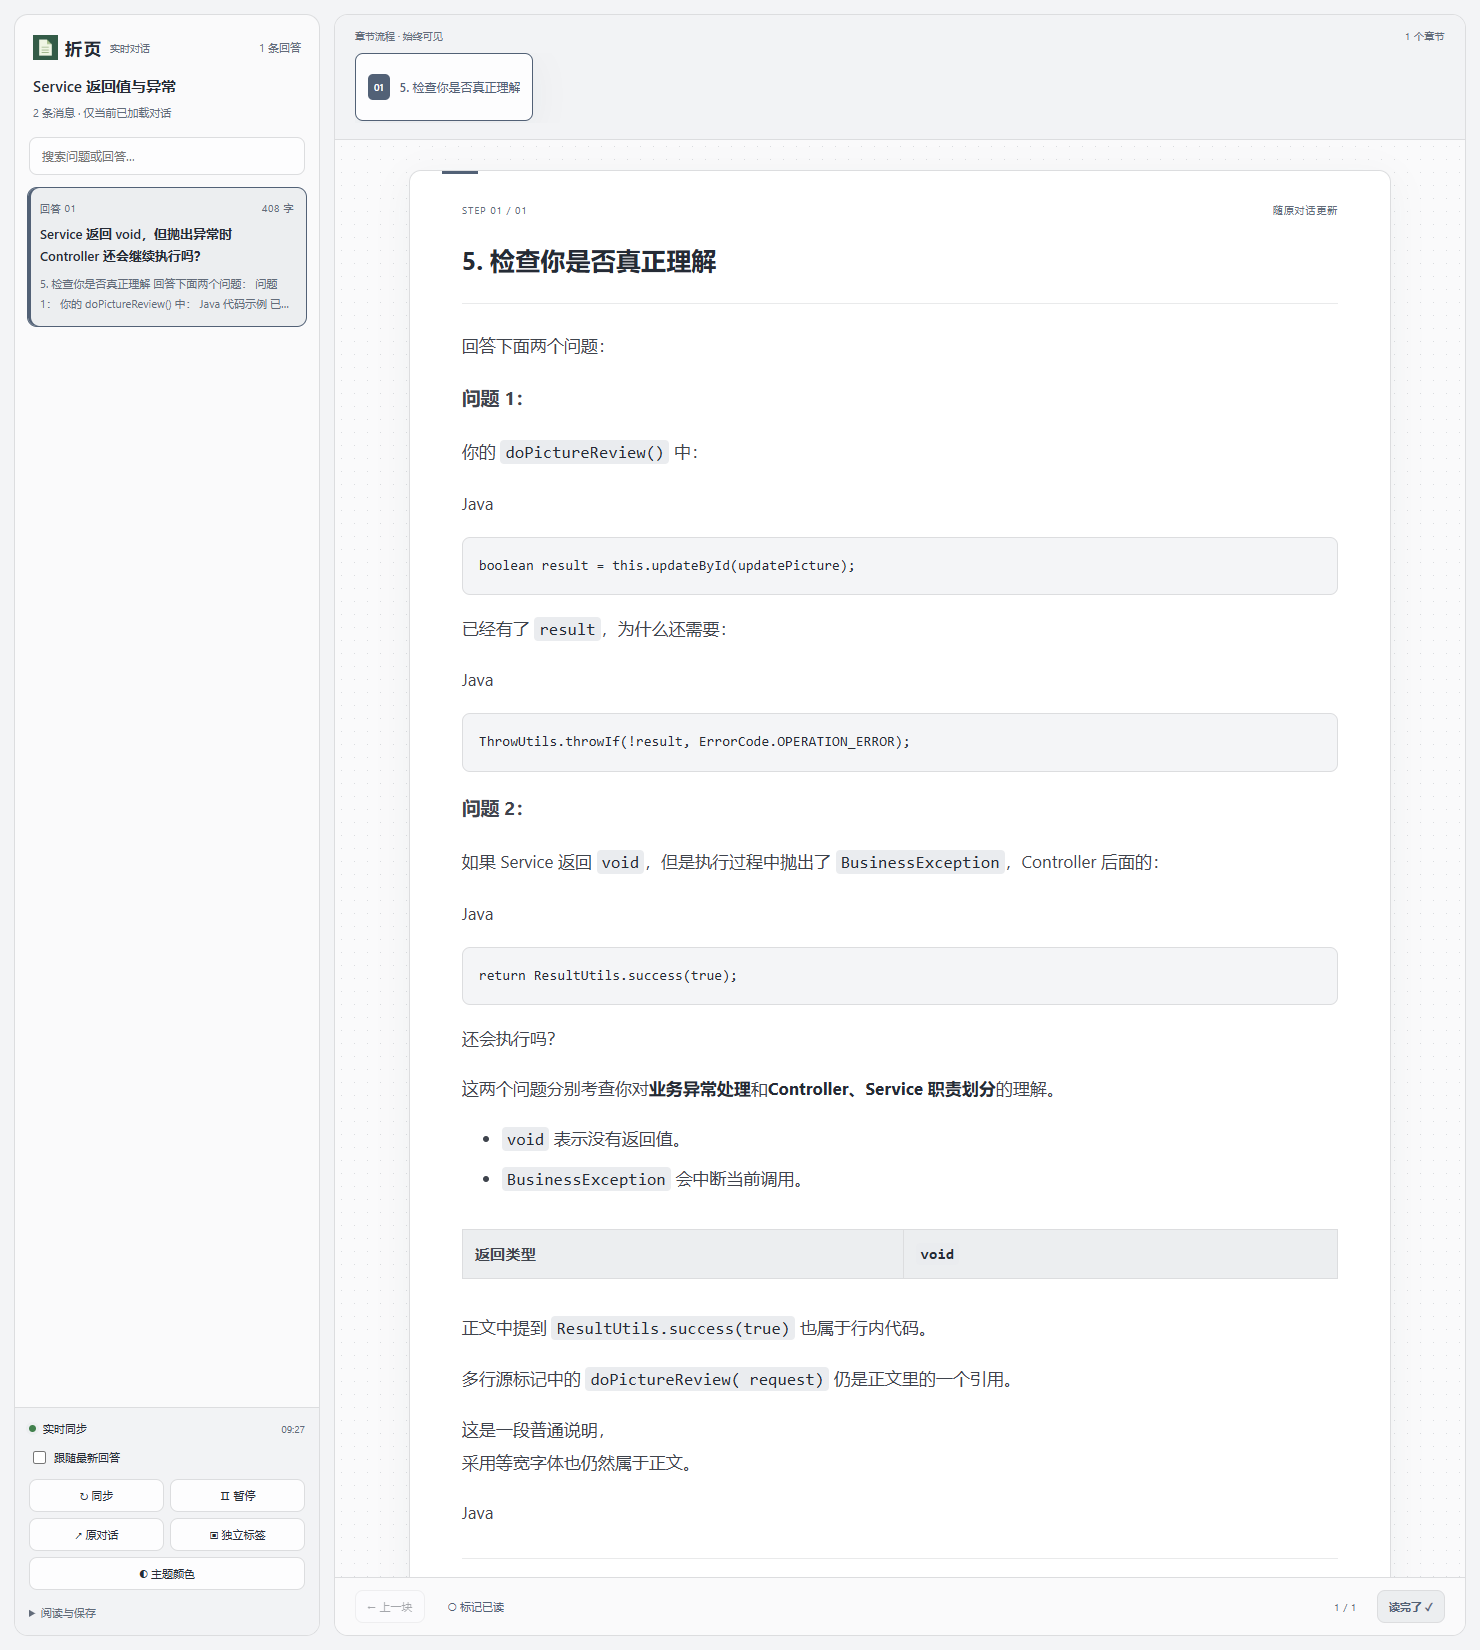 折页 实时对话 1 条回答
Service 返回值与异常
2 条消息 · 仅当前已加载对话
搜索问题或回答...
回答 01 408 字
Service 返回 void，但抛出异常时
Controller 还会继续执行吗？
5. 检查你是否真正理解 回答下面两个问题： 问题
1： 你的 doPictureReview() 中： Java 代码示例 已...
实时同步 09:27
跟随最新回答
↻ 同步 ⏸ 暂停
↗ 原对话 ▣ 独立标签
◐ 主题颜色
▶ 阅读与保存
章节流程 · 始终可见 1 个章节
01 5. 检查你是否真正理解
STEP 01 / 01 随原对话更新
5. 检查你是否真正理解
回答下面两个问题：
问题 1：
你的 doPictureReview() 中：
Java
boolean result = this.updateById(updatePicture);
已经有了 result，为什么还需要：
Java
ThrowUtils.throwIf(!result, ErrorCode.OPERATION_ERROR);
问题 2：
如果 Service 返回 void，但是执行过程中抛出了 BusinessException，Controller 后面的：
Java
return ResultUtils.success(true);
还会执行吗？
这两个问题分别考查你对业务异常处理和Controller、Service 职责划分的理解。
• void 表示没有返回值。
• BusinessException 会中断当前调用。
返回类型 void
正文中提到 ResultUtils.success(true) 也属于行内代码。
多行源标记中的 doPictureReview( request) 仍是正文里的一个引用。
这是一段普通说明，
采用等宽字体也仍然属于正文。
Java
← 上一块 ○ 标记已读 1 / 1 读完了 ✓